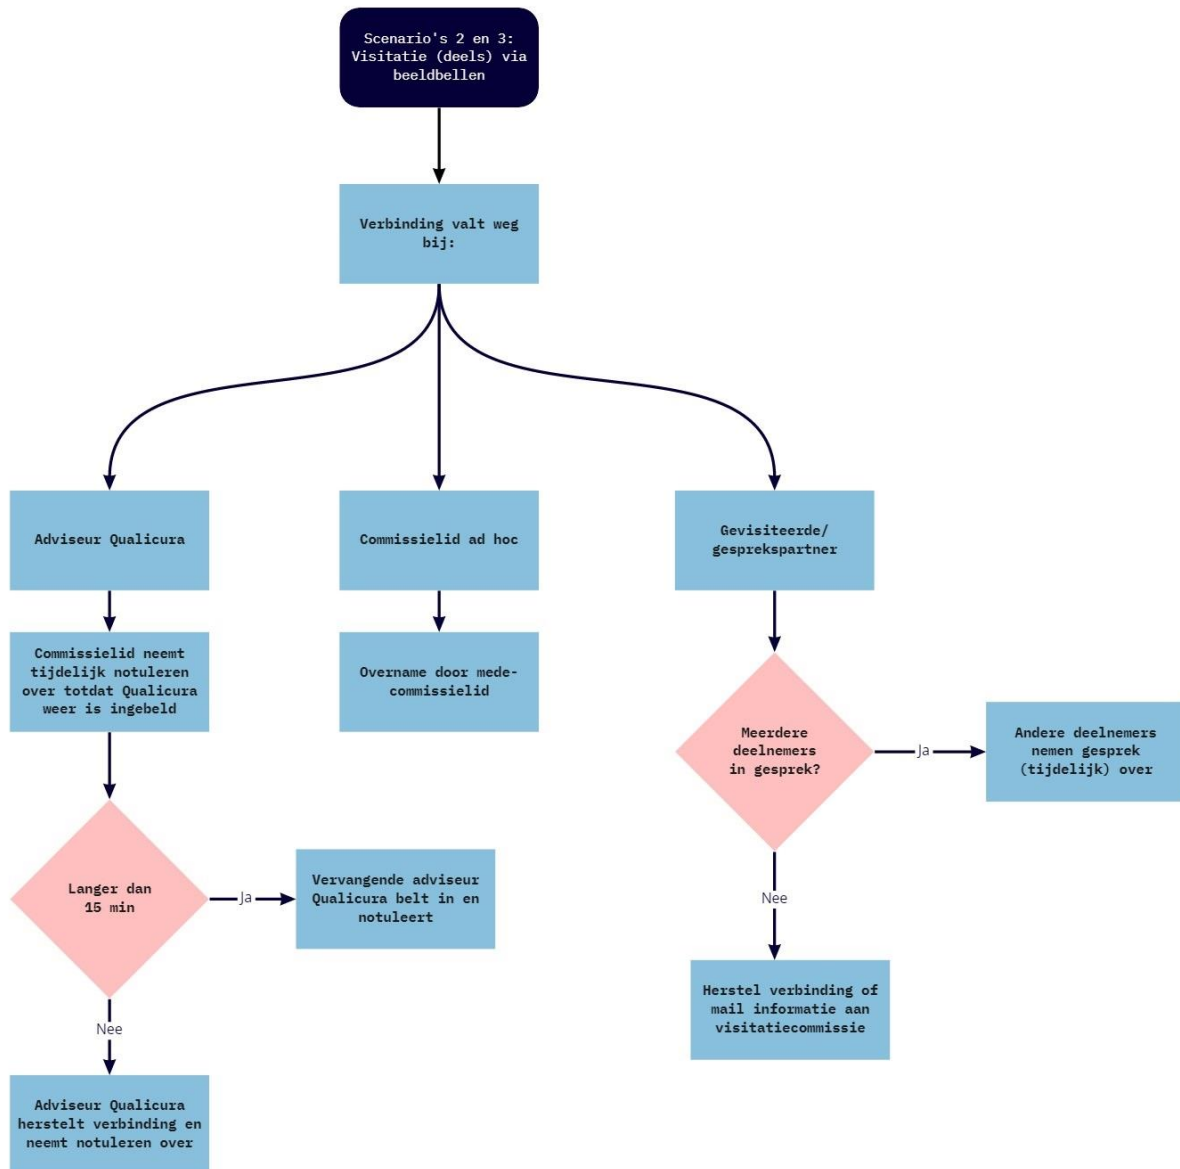 Scenario's 2 en 3:
Visitatie (deels) via
beeldbellen
Verbinding valt weg
bij:
Adviseur Qualicura
Commissielid ad hoc
Gevisiteerde/
gesprekspartner
Commissielid neemt
tijdelijk notuleren
over totdat Qualicura
weer is ingebeld
Overname door mede-
commissielid
Meerdere
deelnemers
in gesprek?
Ja
Andere deelnemers
nemen gesprek
(tijdelijk) over
Langer dan
15 min
Ja
Vervangende adviseur
Qualicura belt in en
notuleert
Nee
Herstel verbinding of
mail informatie aan
visitatiecommissie
Nee
Adviseur Qualicura
herstelt verbinding en
neemt notuleren over